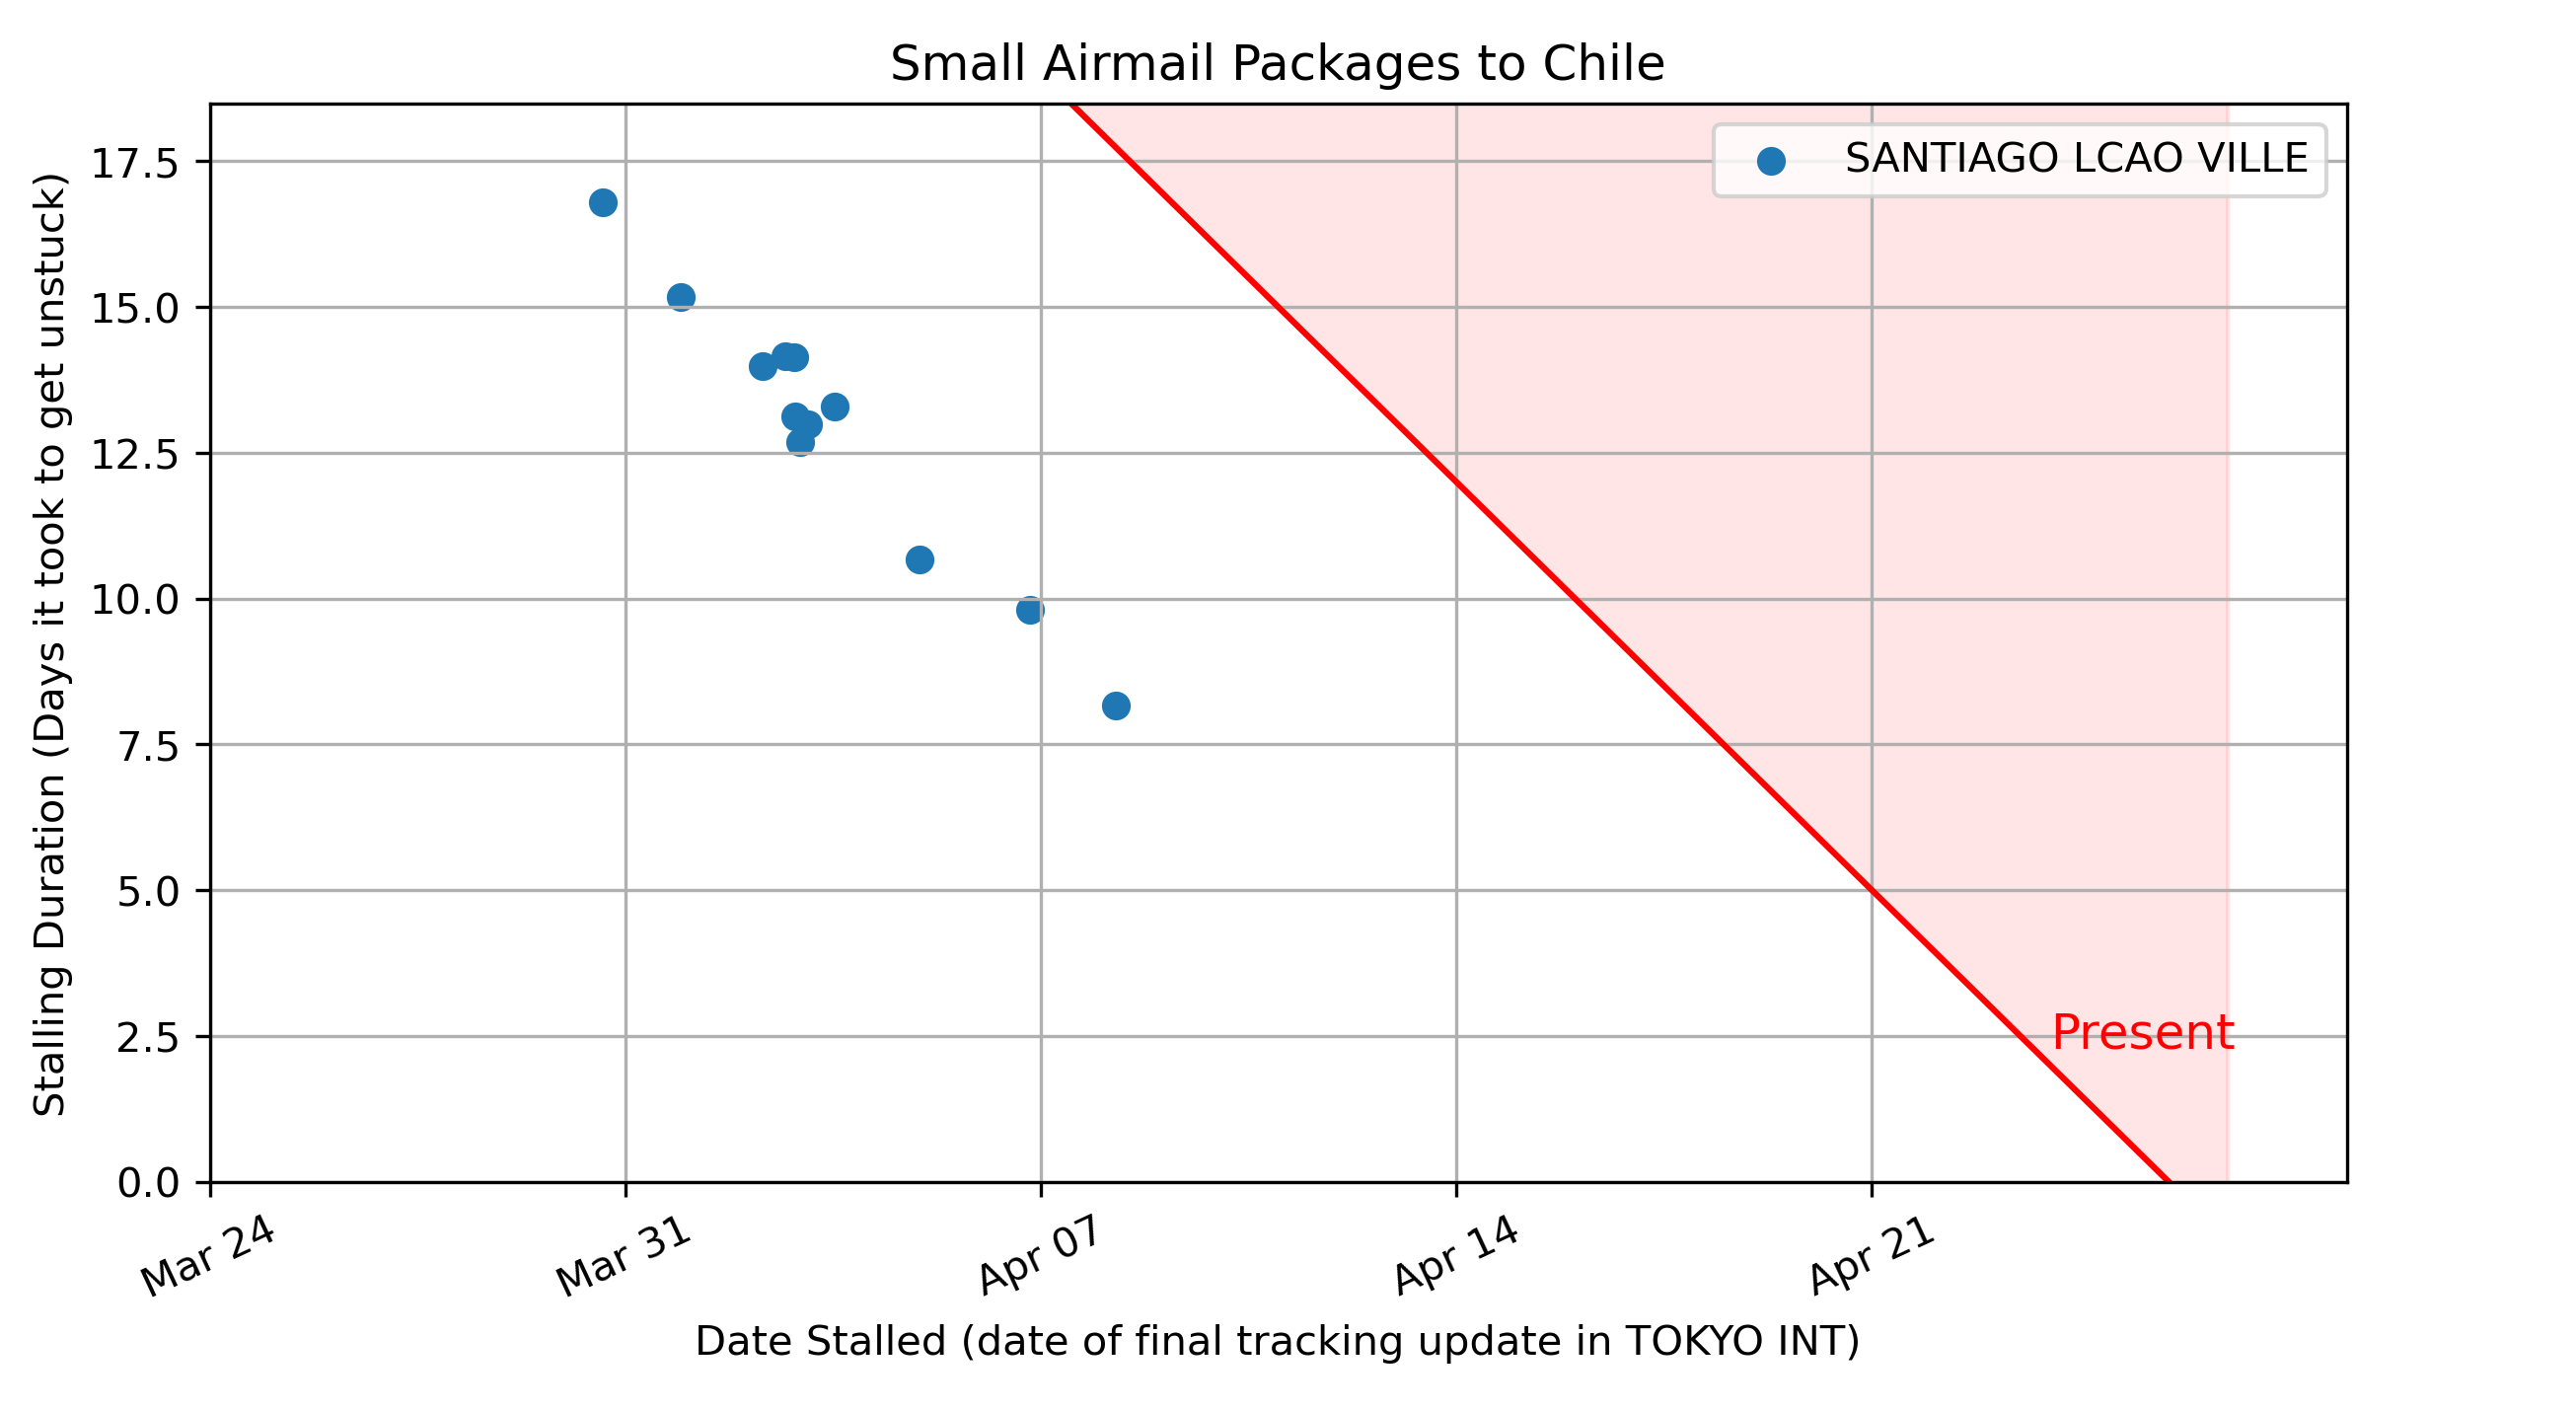 Small Airmail Packages to Chile
SANTIAGO LCAO VILLE
Stalling Duration (Days it took to get unstuck)
17.5
15.0
12.5
10.0
7.5
5.0
2.5
0.0
Present
Mar 24
Mar 31
Apr 07
Apr 14
Apr 21
Date Stalled (date of final tracking update in TOKYO INT)